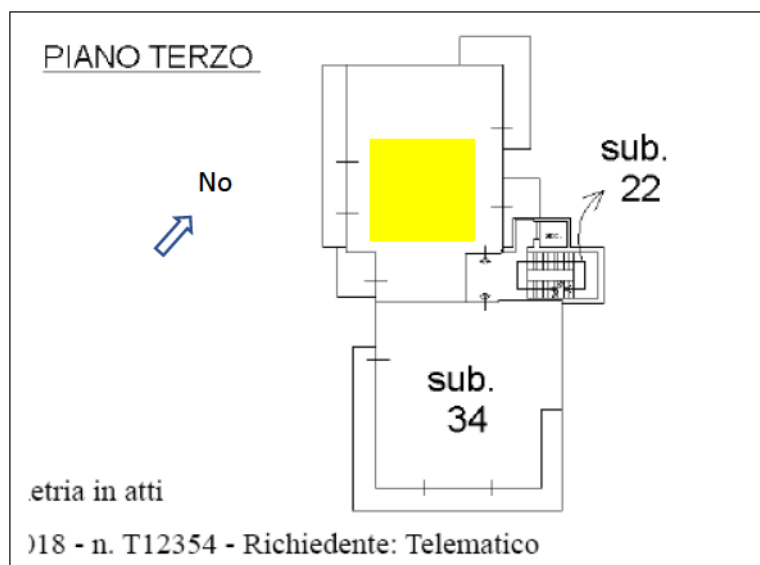 PIANO TERZO
sub.
22
No
sub.
34
etria in atti
018 - n. T12354 - Richiedente: Telematico